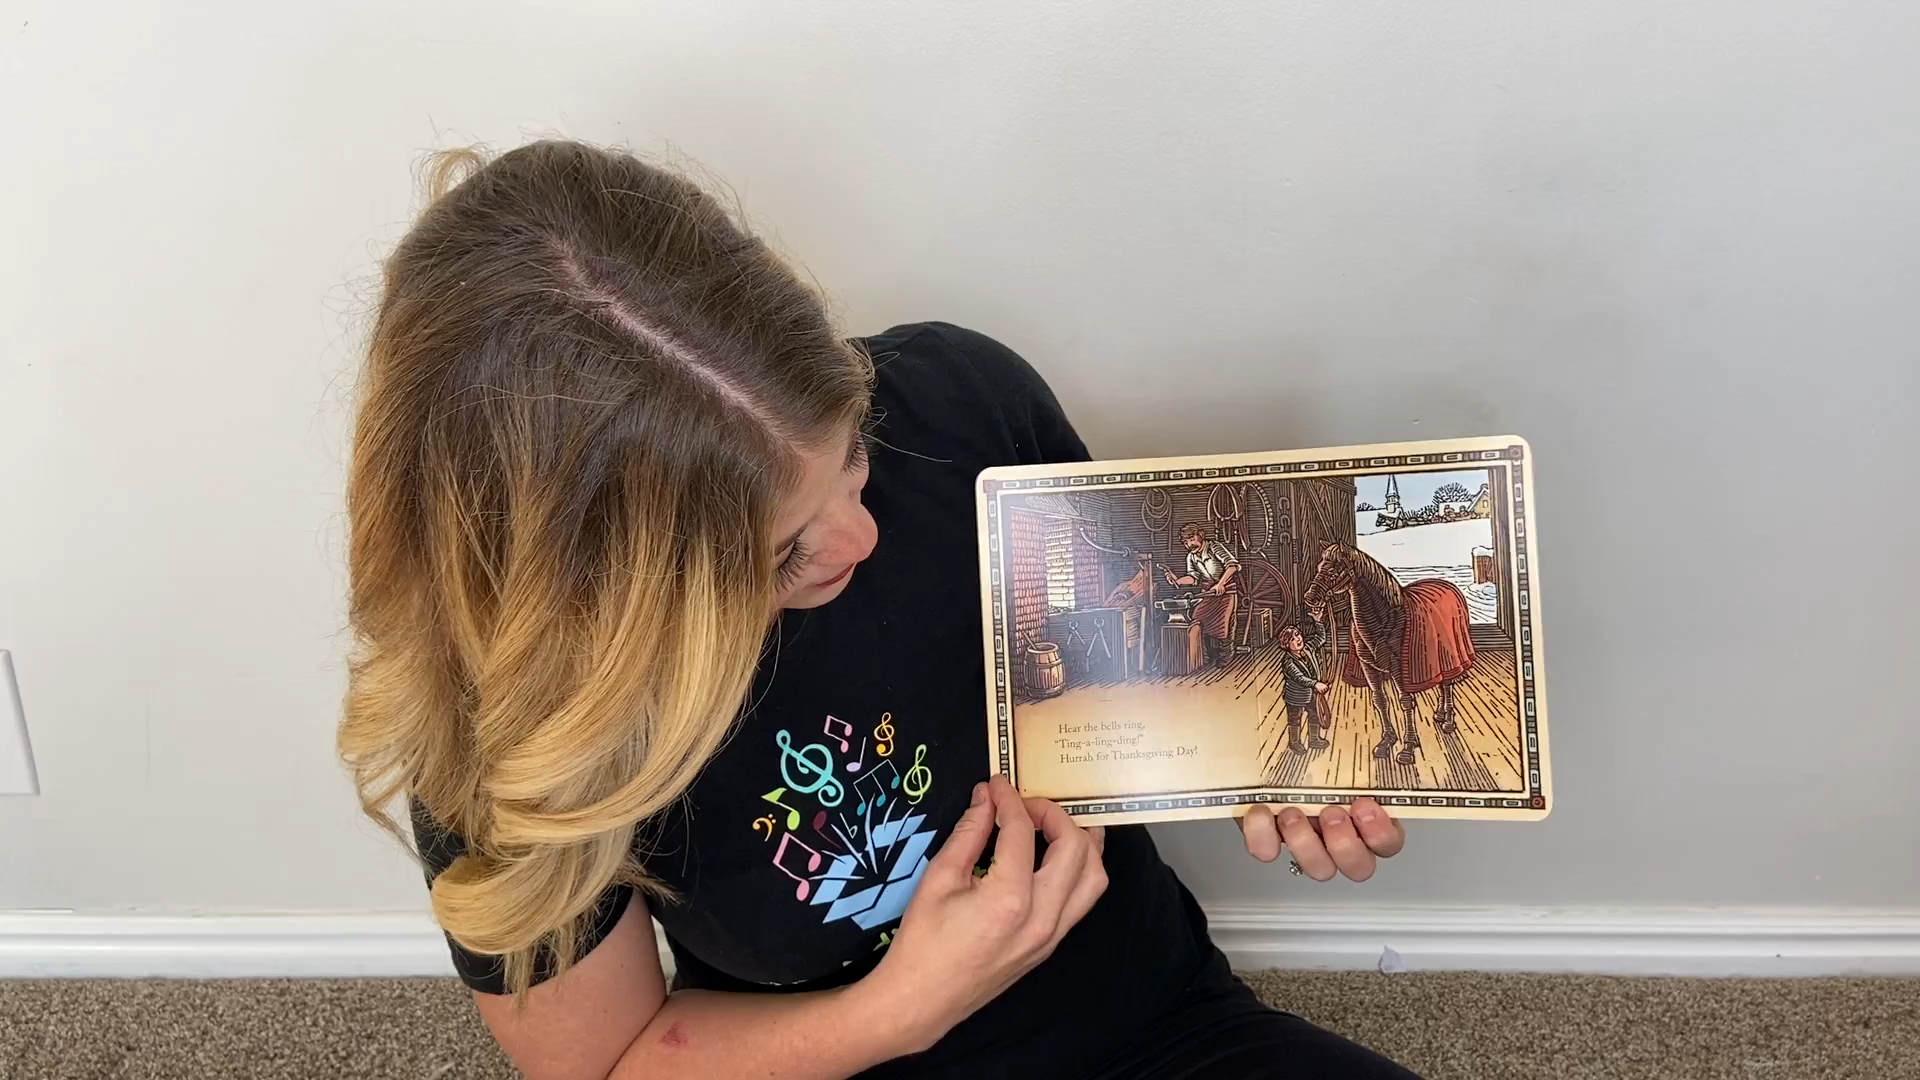 Hear the bells ring,
"Ting-a-ling-ding!"
Hurrah for Thanksgiving Day!